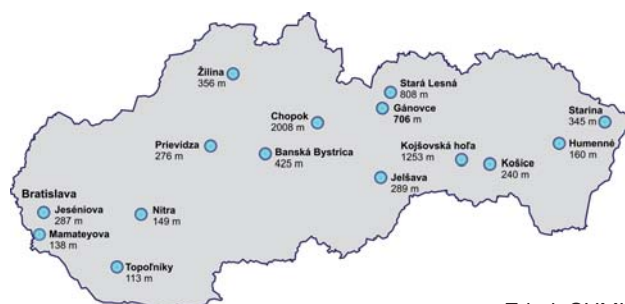 Žilina
356 m
Stará Lesná
808 m
Gánovce
706 m
Chopok
2008 m
Starina
345 m
Prievidza
276 m
Banská Bystrica
425 m
Kojšovská hoľa
1253 m
Humenné
160 m
Košice
240 m
Jelšava
289 m
Bratislava
Jeséniova
287 m
Nitra
149 m
Mamateyova
138 m
Topoľníky
113 m